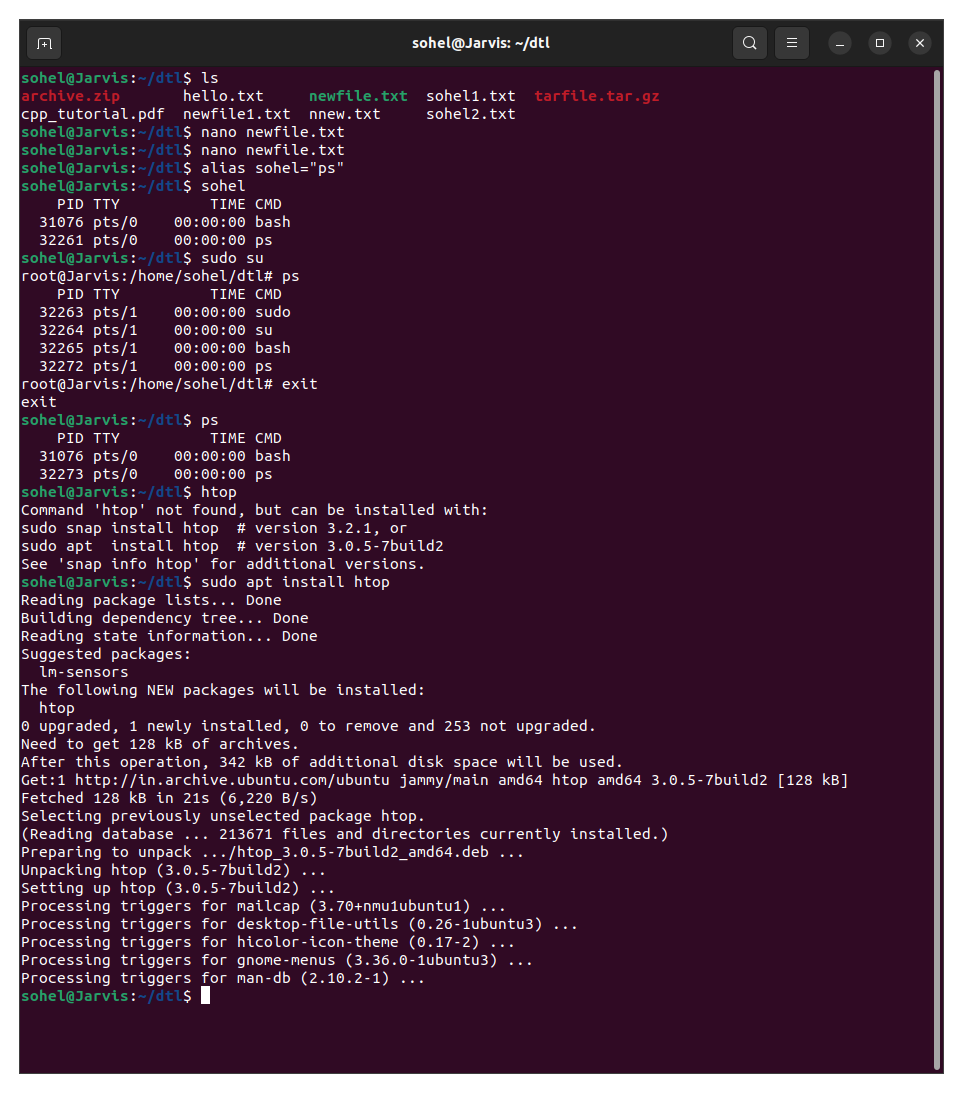 sohel@Jarvis: ~/dtl
sohel@Jarvis:~/dtl$ ls
archive.zip       hello.txt     newfile.txt  sohel1.txt  tarfile.tar.gz
cpp_tutorial.pdf  newfile1.txt  nnew.txt     sohel2.txt
sohel@Jarvis:~/dtl$ nano newfile.txt
sohel@Jarvis:~/dtl$ nano newfile.txt
sohel@Jarvis:~/dtl$ alias sohel="ps"
sohel@Jarvis:~/dtl$ sohel
    PID TTY          TIME CMD
  31076 pts/0    00:00:00 bash
  32261 pts/0    00:00:00 ps
sohel@Jarvis:~/dtl$ sudo su
root@Jarvis:/home/sohel/dtl# ps
    PID TTY          TIME CMD
  32263 pts/1    00:00:00 sudo
  32264 pts/1    00:00:00 su
  32265 pts/1    00:00:00 bash
  32272 pts/1    00:00:00 ps
root@Jarvis:/home/sohel/dtl# exit
exit
sohel@Jarvis:~/dtl$ ps
    PID TTY          TIME CMD
  31076 pts/0    00:00:00 bash
  32273 pts/0    00:00:00 ps
sohel@Jarvis:~/dtl$ htop
Command 'htop' not found, but can be installed with:
sudo snap install htop  # version 3.2.1, or
sudo apt  install htop  # version 3.0.5-7build2
See 'snap info htop' for additional versions.
sohel@Jarvis:~/dtl$ sudo apt install htop
Reading package lists... Done
Building dependency tree... Done
Reading state information... Done
Suggested packages:
  lm-sensors
The following NEW packages will be installed:
  htop
0 upgraded, 1 newly installed, 0 to remove and 253 not upgraded.
Need to get 128 kB of archives.
After this operation, 342 kB of additional disk space will be used.
Get:1 http://in.archive.ubuntu.com/ubuntu jammy/main amd64 htop amd64 3.0.5-7build2 [128 kB]
Fetched 128 kB in 21s (6,220 B/s)
Selecting previously unselected package htop.
(Reading database ... 213671 files and directories currently installed.)
Preparing to unpack .../htop_3.0.5-7build2_amd64.deb ...
Unpacking htop (3.0.5-7build2) ...
Setting up htop (3.0.5-7build2) ...
Processing triggers for mailcap (3.70+nmu1ubuntu1) ...
Processing triggers for desktop-file-utils (0.26-1ubuntu3) ...
Processing triggers for hicolor-icon-theme (0.17-2) ...
Processing triggers for gnome-menus (3.36.0-1ubuntu3) ...
Processing triggers for man-db (2.10.2-1) ...
sohel@Jarvis:~/dtl$